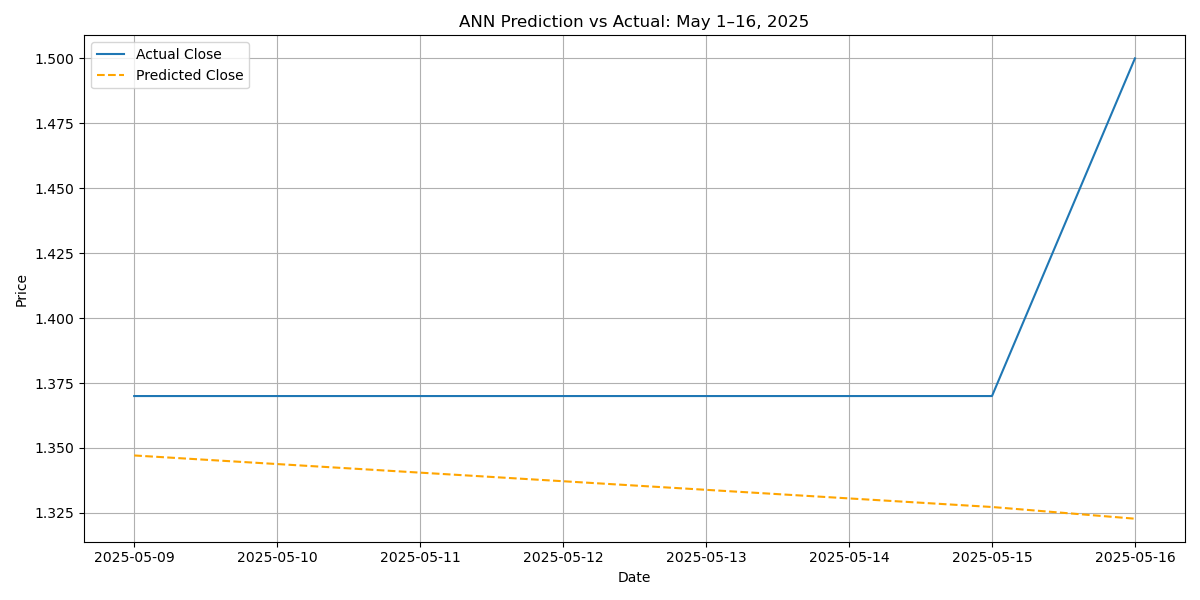 ANN Prediction vs Actual: May 1–16, 2025
Actual Close
Predicted Close
1.500
1.475
1.450
1.425
1.400
1.375
1.350
1.325
Price
2025-05-09 2025-05-10 2025-05-11 2025-05-12 2025-05-13 2025-05-14 2025-05-15 2025-05-16
Date